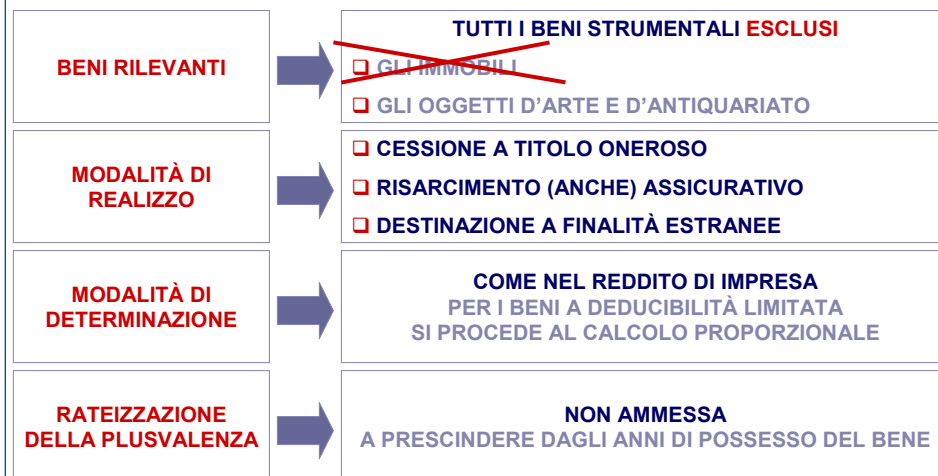 BENI RILEVANTI
TUTTI I BENI STRUMENTALI ESCLUSI
GLI IMMOBILI
GLI OGGETTI D'ARTE E D'ANTIQUARIATO
MODALITÀ DI
REALIZZO
CESSIONE A TITOLO ONEROSO
RISARCIMENTO (ANCHE) ASSICURATIVO
DESTINAZIONE A FINALITÀ ESTRANEE
MODALITÀ DI
DETERMINAZIONE
COME NEL REDDITO DI IMPRESA
PER I BENI A DEDUCIBILITÀ LIMITATA
SI PROCEDE AL CALCOLO PROPORZIONALE
RATEIZZAZIONE
DELLA PLUSVALENZA
NON AMMESSA
A PRESCINDERE DAGLI ANNI DI POSSESSO DEL BENE